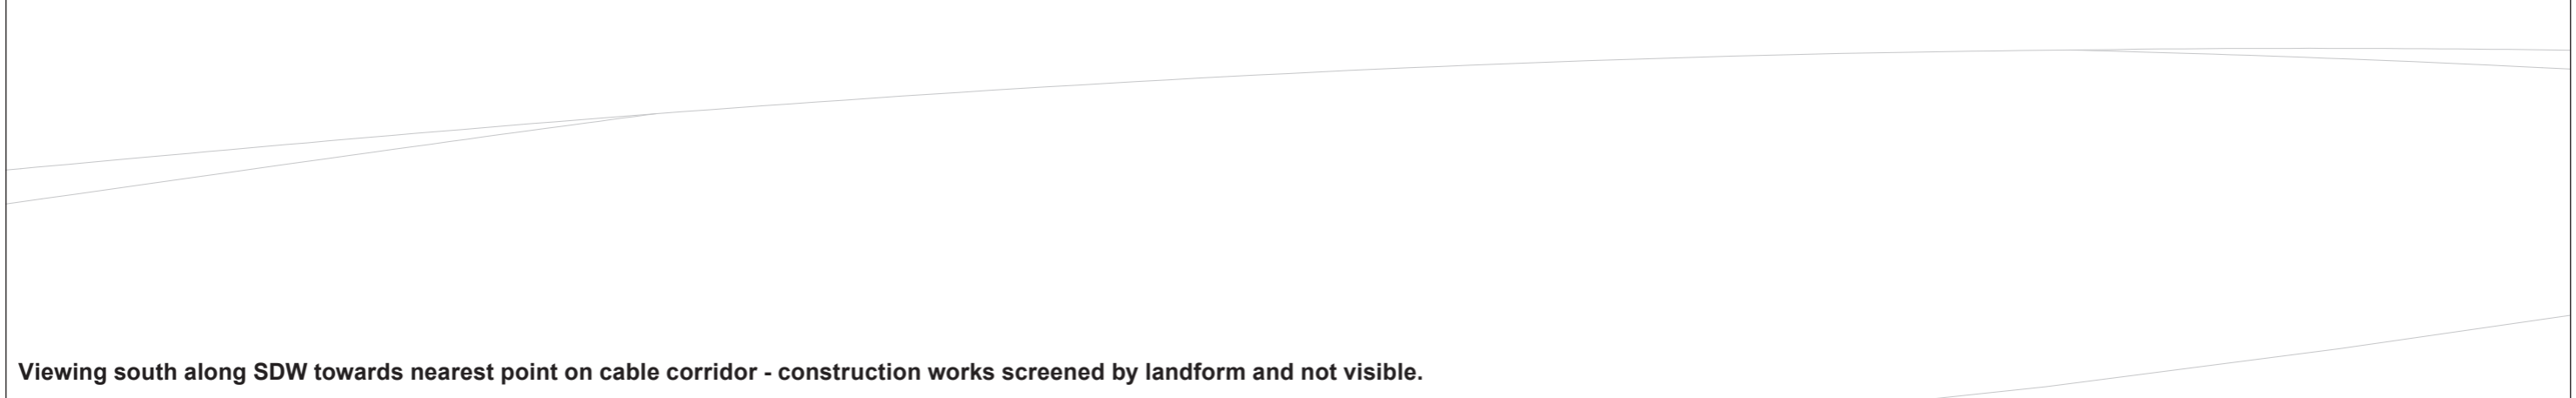 Viewing south along SDW towards nearest point on cable corridor - construction works screened by landform and not visible.